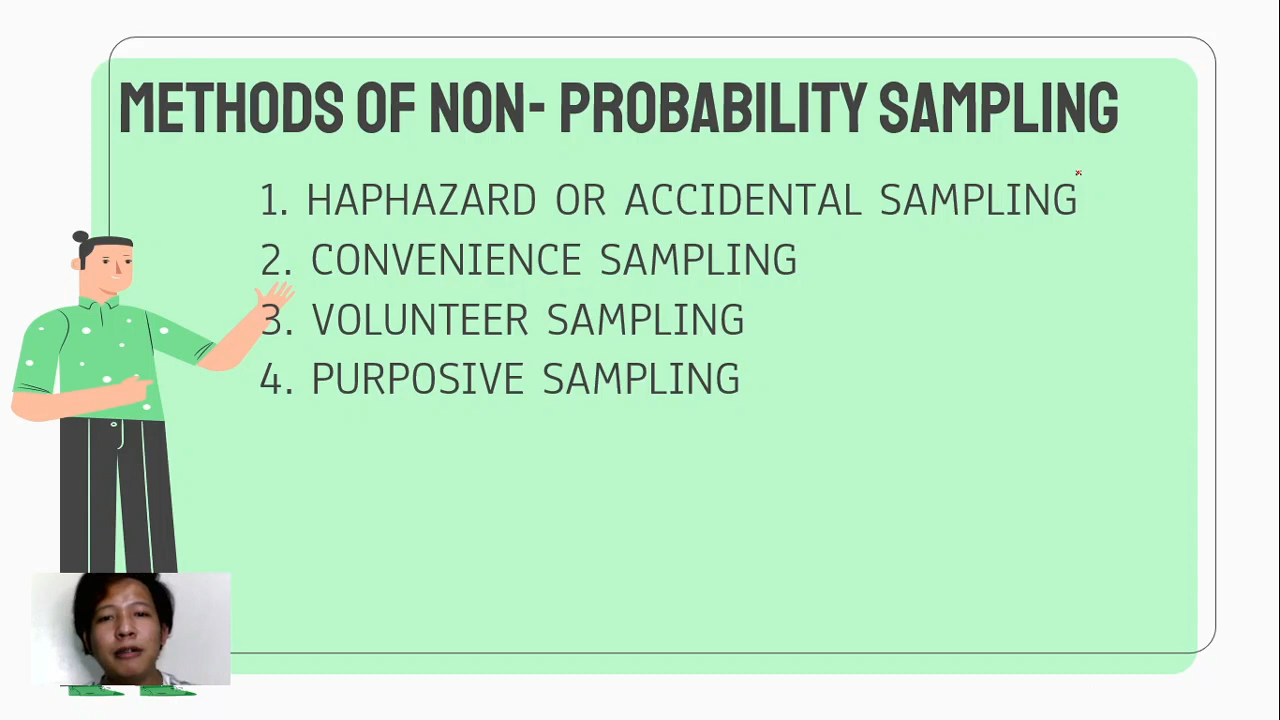 METHODS OF NON- PROBABILITY SAMPLING
1. HAPHAZARD OR ACCIDENTAL SAMPLING
2. CONVENIENCE SAMPLING
3. VOLUNTEER SAMPLING
4. PURPOSIVE SAMPLING